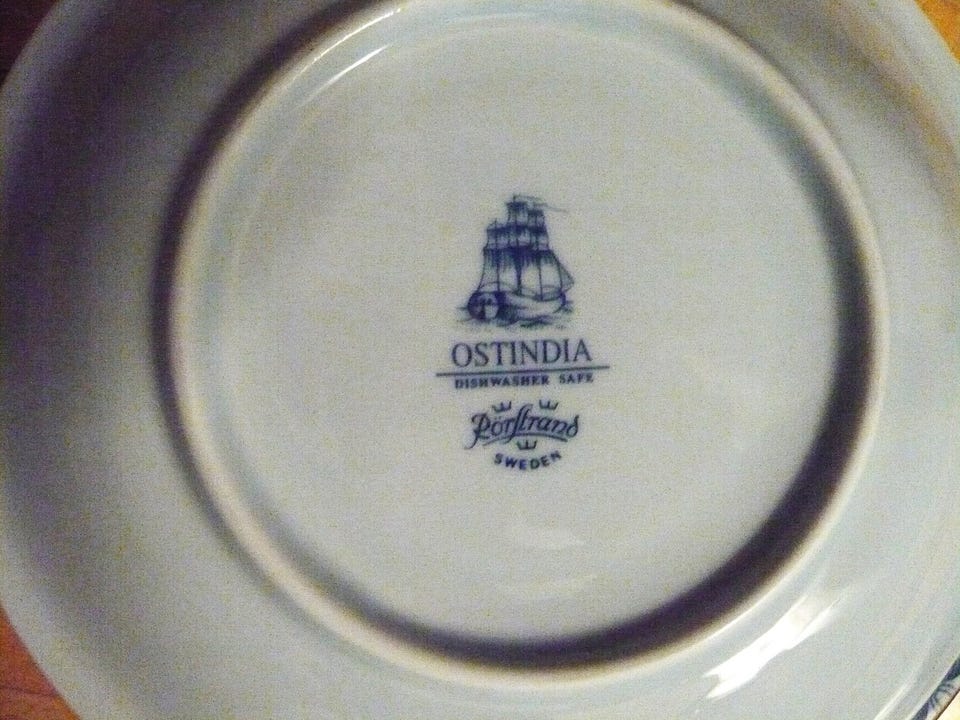 OSTINDIA
DISHWASHER SAFE
Rörstrand
SWEDEN